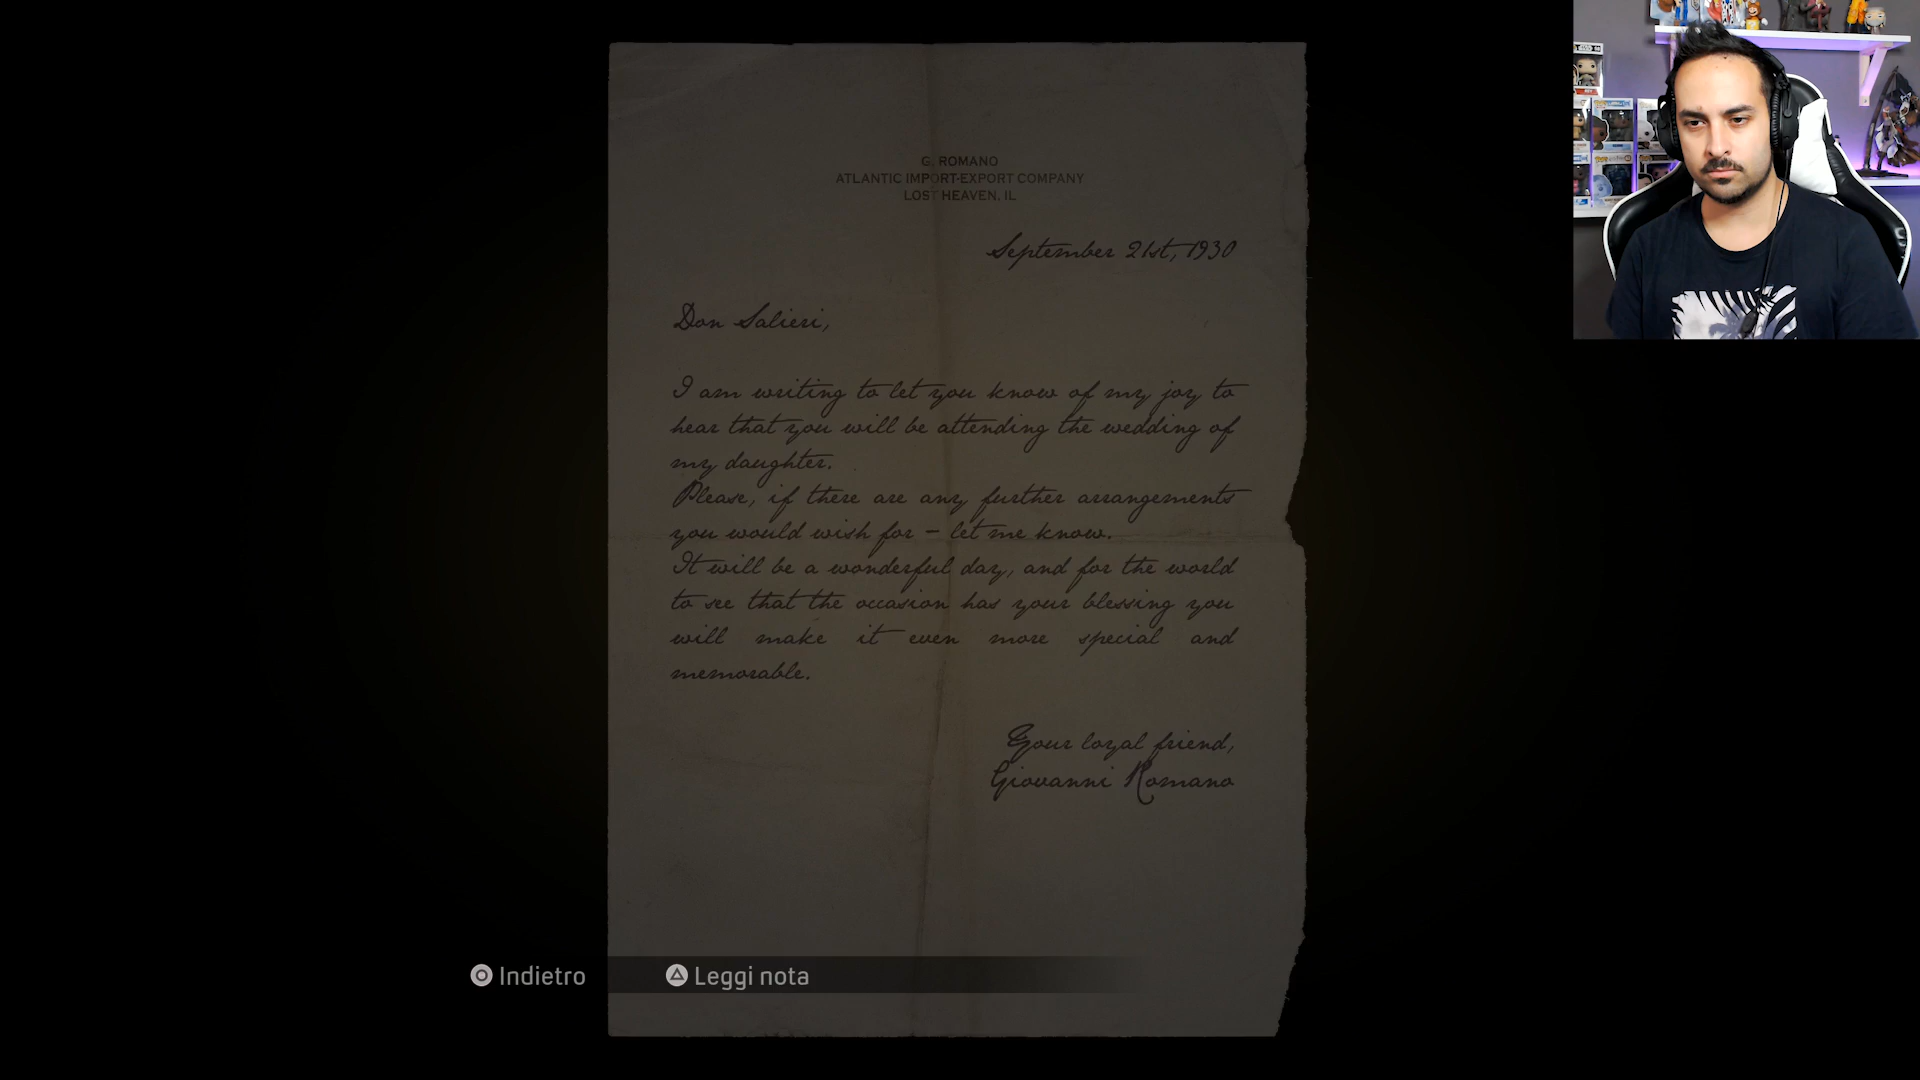 G. ROMANO
ATLANTIC IMPORT-EXPORT COMPANY
LOST HEAVEN, IL
September 21st, 1930
Don Salieri,
I am writing to let you know of my joy to
hear that you will be attending the wedding of
my daughter.
Please, if there are any further arrangements
you would wish for - let me know.
It will be a wonderful day, and for the world
to see that the occasion has your blessing you
will make it even more special and
memorable.
Your loyal friend,
Giovanni Romano
Indietro
Leggi nota